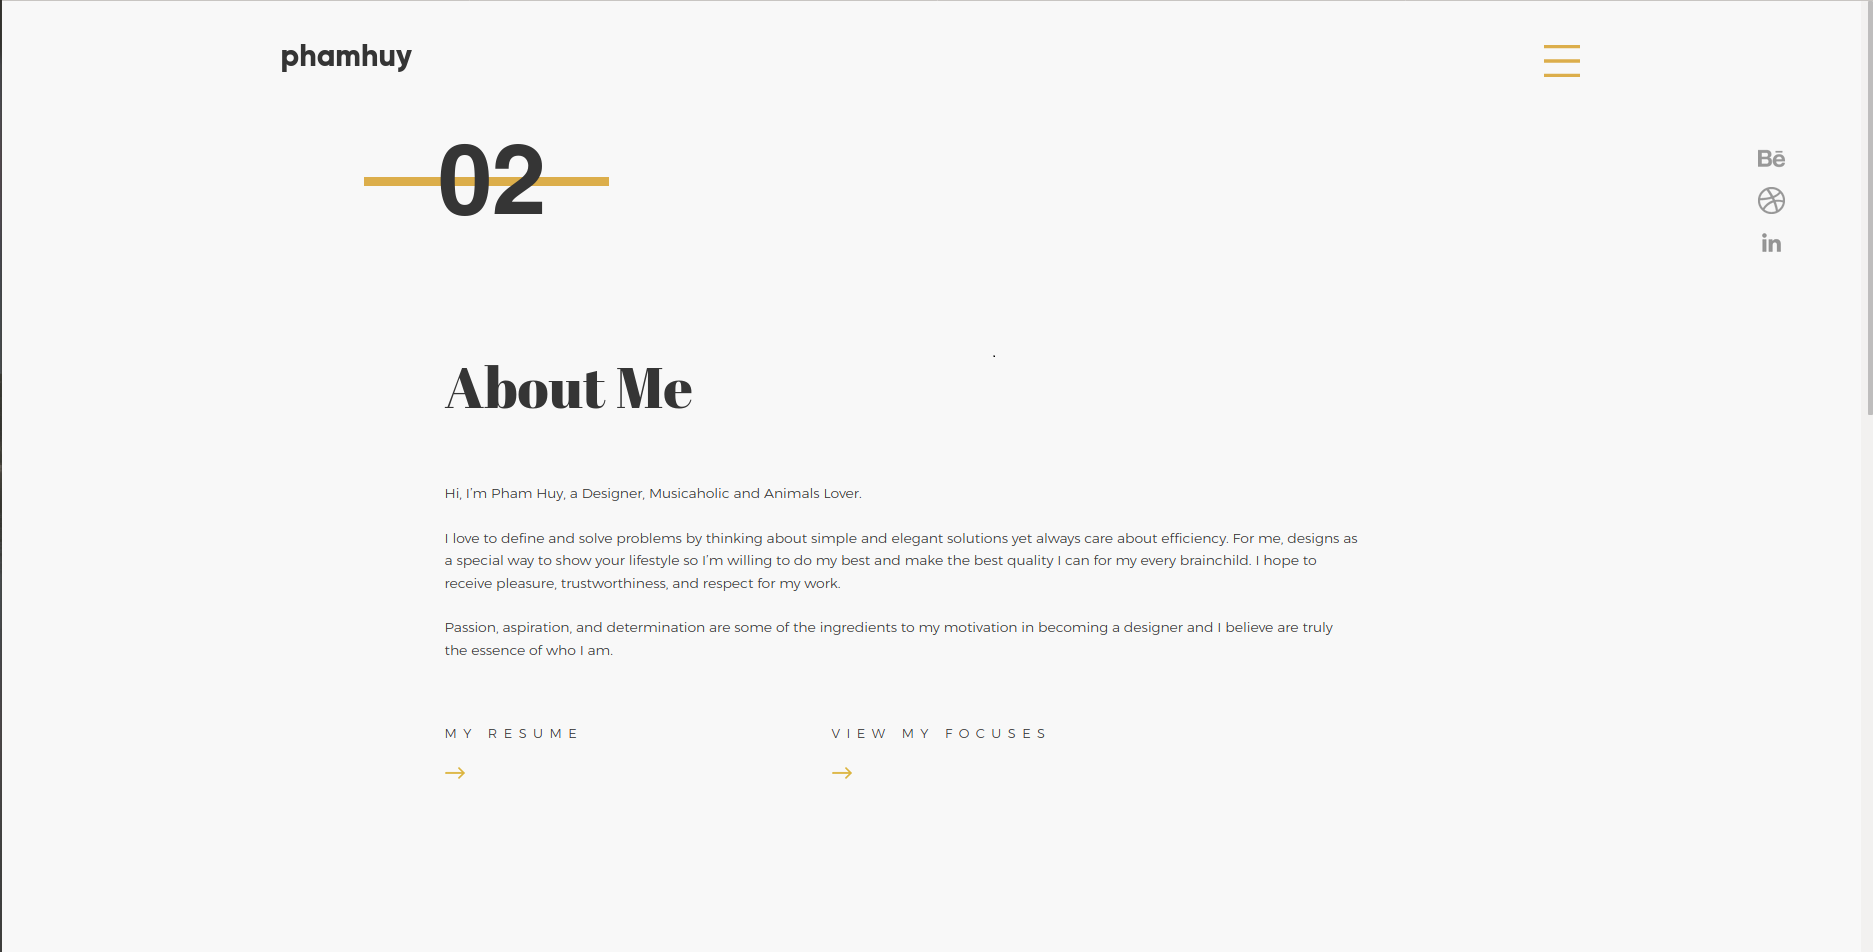 phamhuy
02
Bē
in
About Me
Hi, I’m Pham Huy, a Designer, Musicaholic and Animals Lover.
I love to define and solve problems by thinking about simple and elegant solutions yet always care about efficiency. For me, designs as
a special way to show your lifestyle so I’m willing to do my best and make the best quality I can for my every brainchild. I hope to
receive pleasure, trustworthiness, and respect for my work.
Passion, aspiration, and determination are some of the ingredients to my motivation in becoming a designer and I believe are truly
the essence of who I am.
MY RESUME
VIEW MY FOCUSES